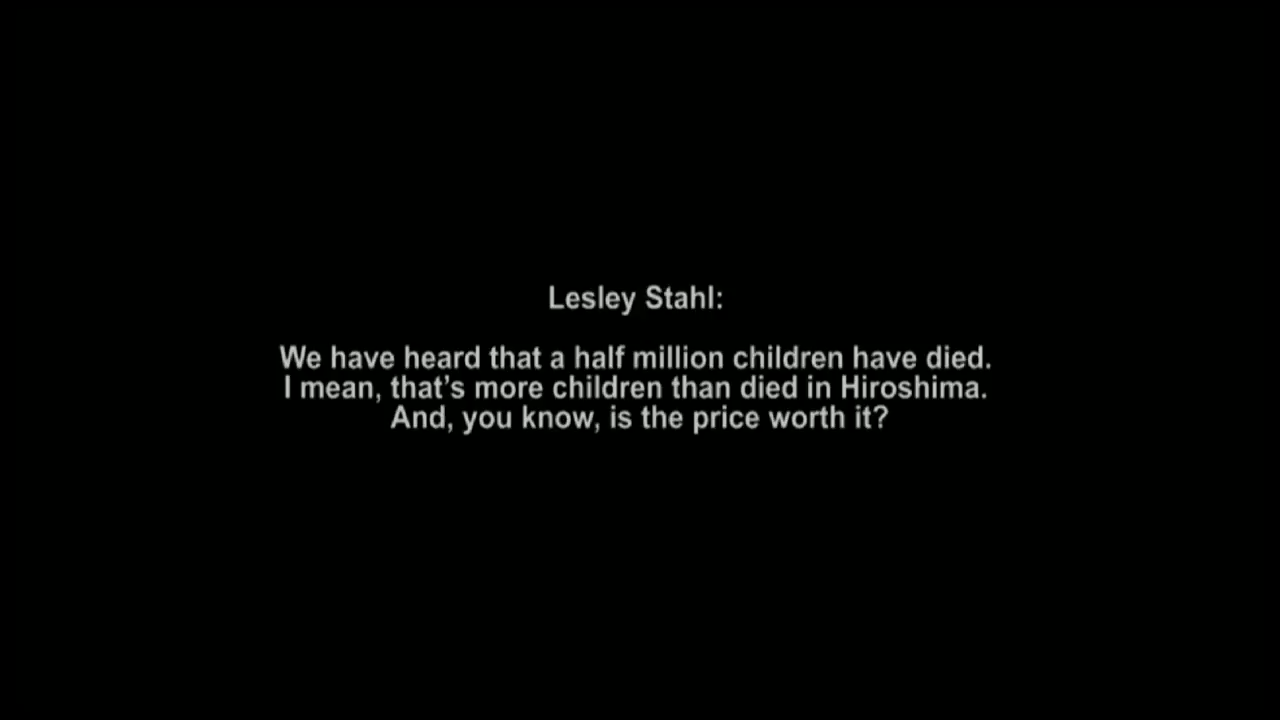 Lesley Stahl:
We have heard that a half million children have died.
I mean, that's more children than died in Hiroshima.
And, you know, is the price worth it?